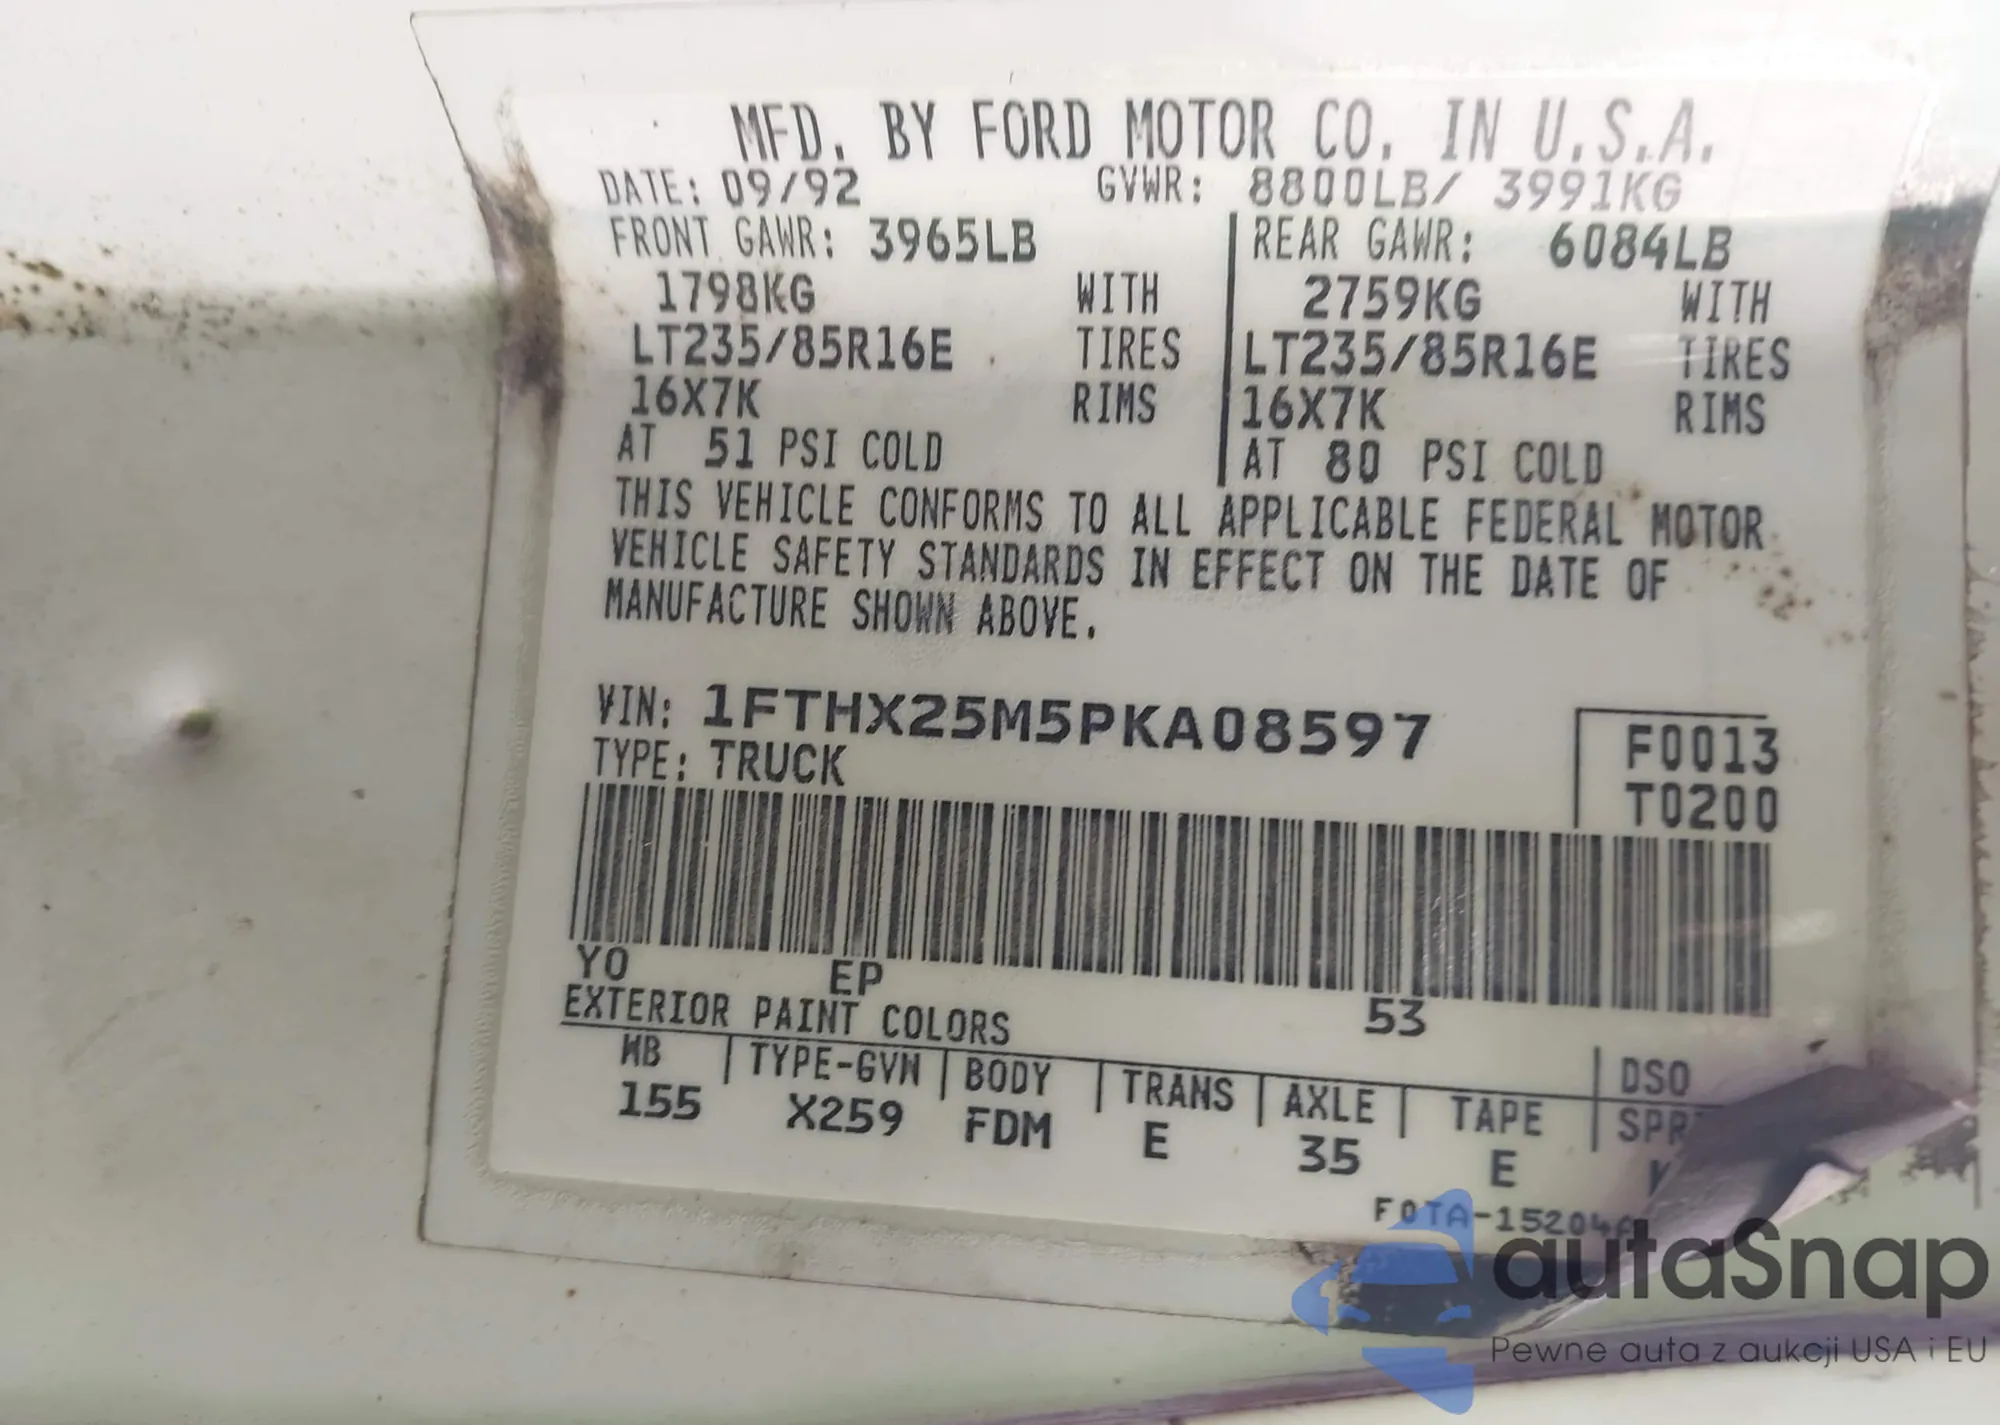 MFD. BY FORD MOTOR CO. IN U.S.A.
DATE: 09/92 GVWR: 8800LB/ 3991KG
FRONT GAWR: 3965LB REAR GAWR: 6084LB
1798KG WITH 2759KG WITH
LT235/85R16E TIRES LT235/85R16E TIRES
16X7K RIMS 16X7K RIMS
AT 51 PSI COLD AT 80 PSI COLD
THIS VEHICLE CONFORMS TO ALL APPLICABLE FEDERAL MOTOR
VEHICLE SAFETY STANDARDS IN EFFECT ON THE DATE OF
MANUFACTURE SHOWN ABOVE.
VIN: 1FTHX25M5PKA08597 F0013
TYPE: TRUCK T0200
YO EP 53
EXTERIOR PAINT COLORS DSO
WB TYPE-GVN BODY TRANS AXLE TAPE
155 X259 FDM E 35 E
autaSnap
Pewne auta z aukcji USA i EU